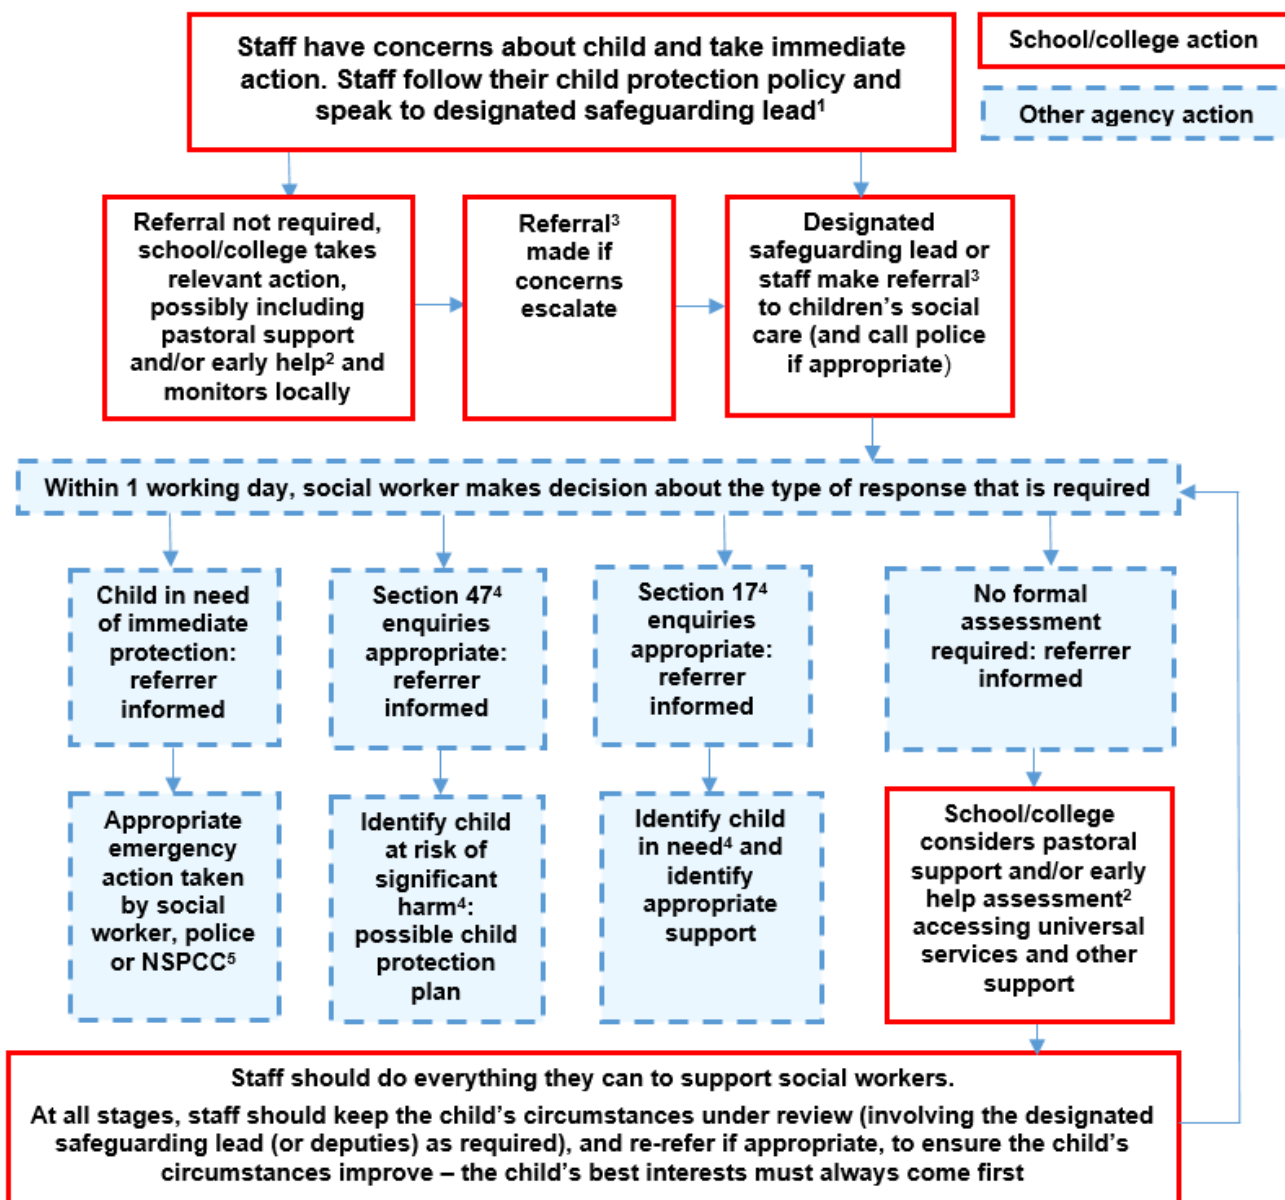 Staff have concerns about child and take immediate
action. Staff follow their child protection policy and
speak to designated safeguarding lead¹
School/college action
Other agency action
Referral not required,
school/college takes
relevant action,
possibly including
pastoral support
and/or early help² and
monitors locally
Referral³
made if
concerns
escalate
Designated
safeguarding lead or
staff make referral³
to children’s social
care (and call police
if appropriate)
Within 1 working day, social worker makes decision about the type of response that is required
Child in need
of immediate
protection:
referrer
informed
Section 47⁴
enquiries
appropriate:
referrer
informed
Section 17⁴
enquiries
appropriate:
referrer
informed
No formal
assessment
required: referrer
informed
Appropriate
emergency
action taken
by social
worker, police
or NSPCC⁵
Identify child
at risk of
significant
harm⁴:
possible child
protection
plan
Identify child
in need⁴ and
identify
appropriate
support
School/college
considers pastoral
support and/or early
help assessment²
accessing universal
services and other
support
Staff should do everything they can to support social workers.
At all stages, staff should keep the child’s circumstances under review (involving the designated
safeguarding lead (or deputies) as required), and re-refer if appropriate, to ensure the child’s
circumstances improve – the child’s best interests must always come first